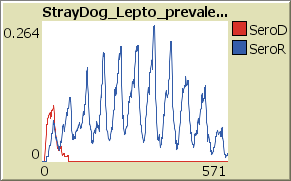 StrayDog_Lepto_prevale...
0.264
SeroD
SeroR
0
0
571